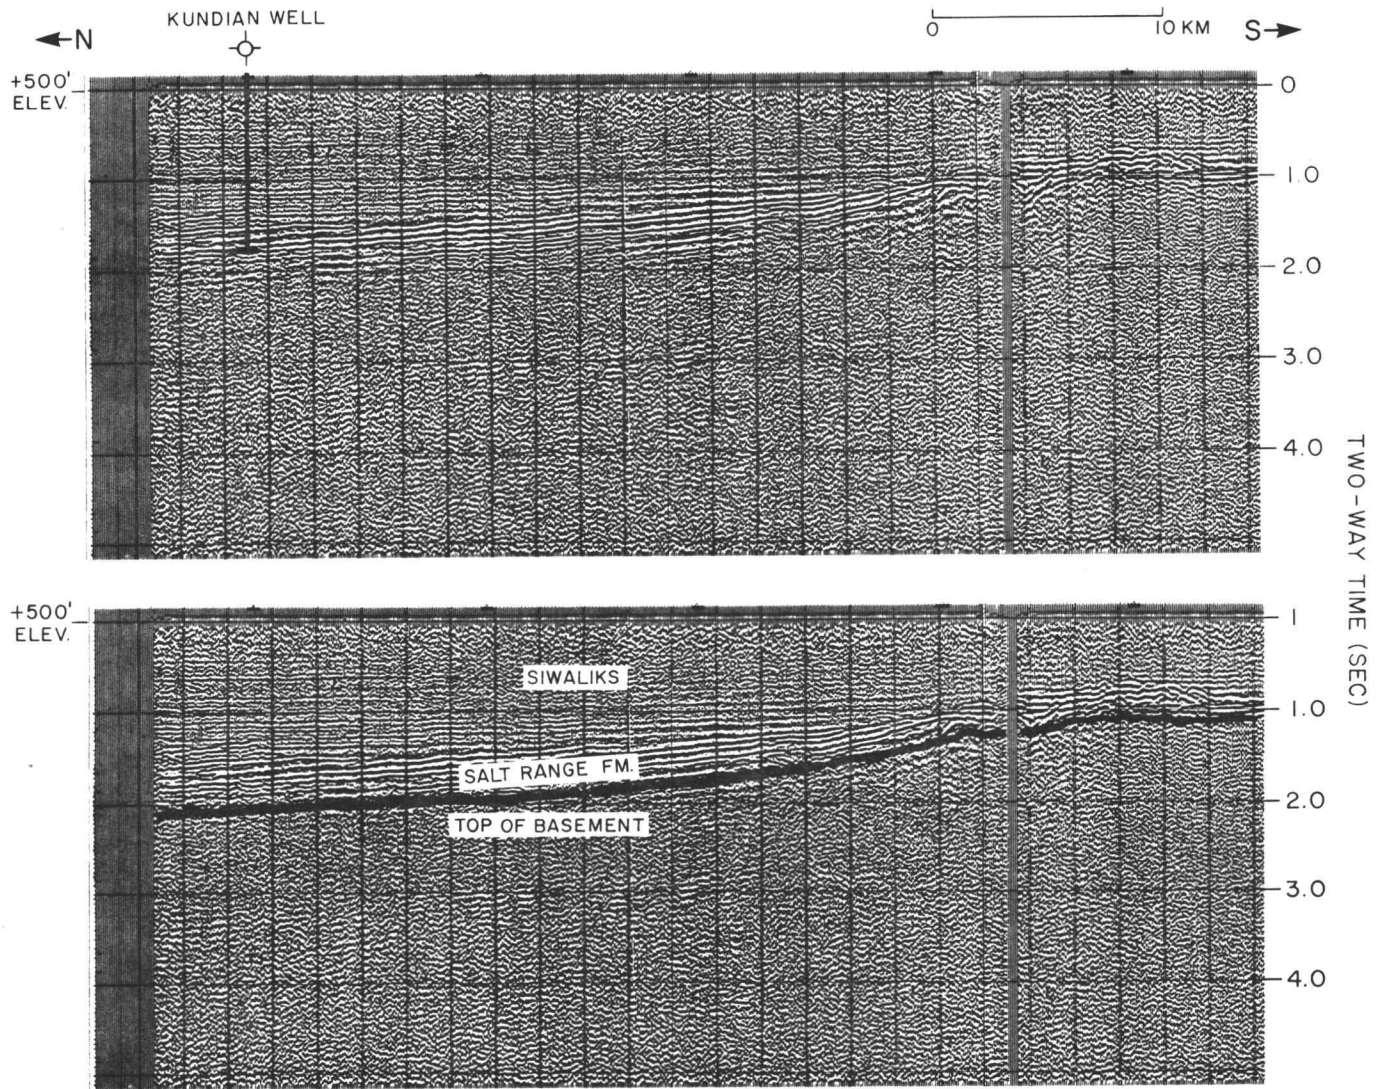 KUNDIAN WELL
N
0 10 KM
S
+500'
ELEV.
0
1.0
2.0
3.0
4.0
TWO-WAY TIME (SEC)
+500'
ELEV.
1
SIWALIKS
1.0
SALT RANGE FM.
2.0
TOP OF BASEMENT
3.0
4.0